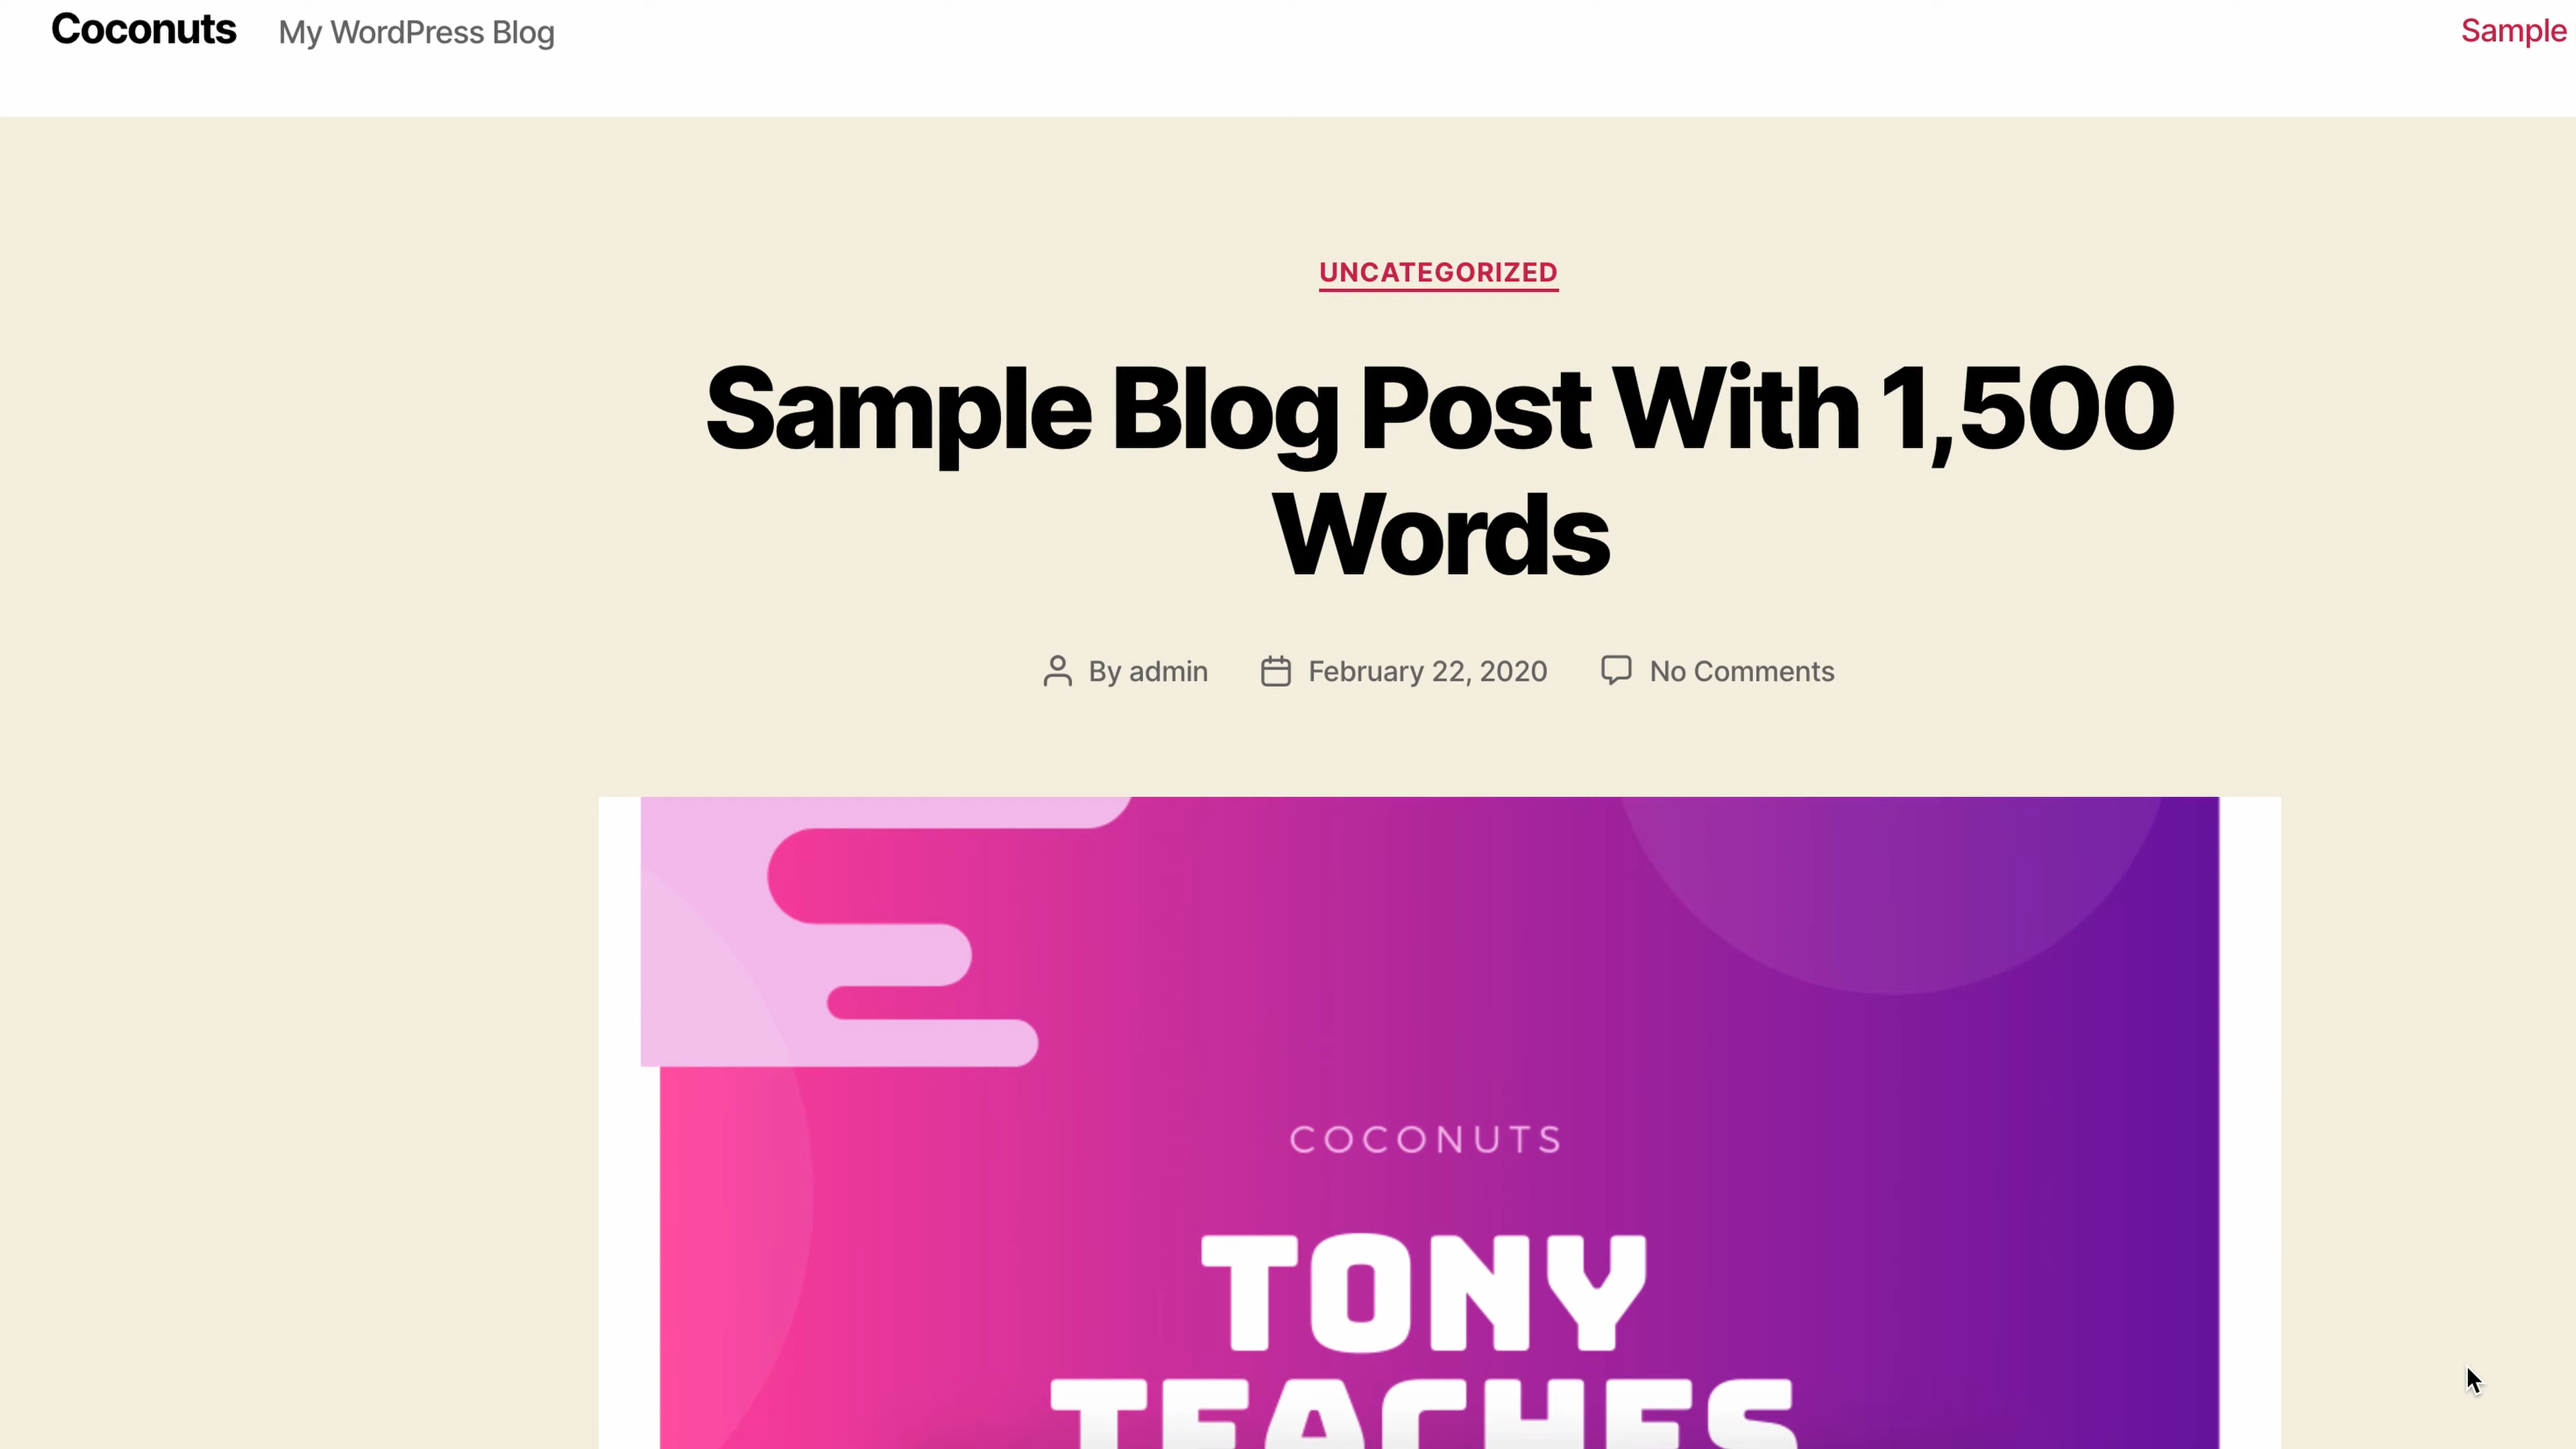 Coconuts My WordPress Blog Sample
UNCATEGORIZED
Sample Blog Post With 1,500
Words
By admin February 22, 2020 No Comments
COCONUTS
TONY
TEACHES